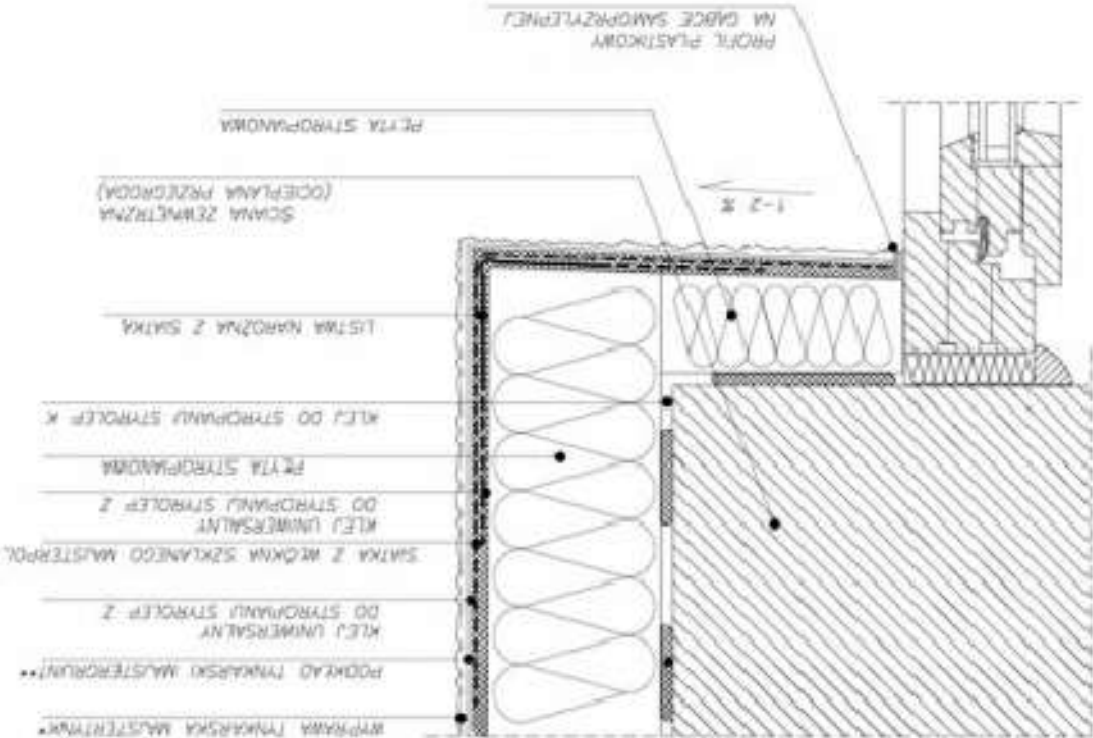 WYPRAWA TYNKARSKA MAJSTERTYNK*
PODKŁAD TYNKARSKI MAJSTERGRUNT**
KLEJ UNIWERSALNY
DO STYROPIANU STYROLEP Z
SIATKA Z WŁÓKNA SZKLANEGO MAJSTERPOL
KLEJ UNIWERSALNY
DO STYROPIANU STYROLEP Z
PŁYTA STYROPIANOWA
KLEJ DO STYROPIANU STYROLEP K
LISTWA NAROŻNA Z SIATKĄ
ŚCIANA ZEWNĘTRZNA
(OCIEPLANA PRZEGRODA)
1-2 %
PŁYTA STYROPIANOWA
PROFIL PLASTIKOWY
NA GĄBCE SAMOPRZYLEPNEJ